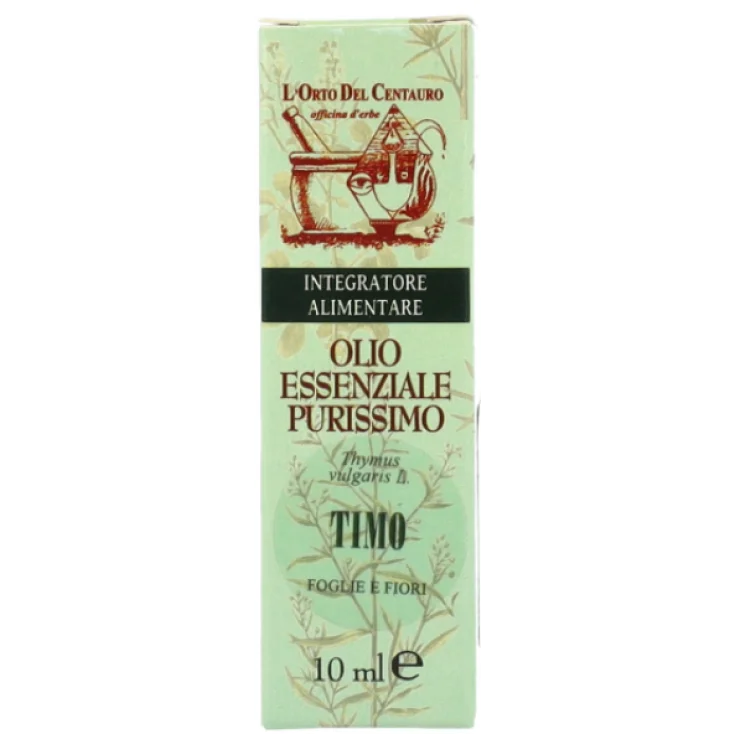 L'ORTO DEL CENTAURO
officina d'erbe
INTEGRATORE
ALIMENTARE
OLIO
ESSENZIALE
PURISSIMO
Thymus
vulgaris L.
TIMO
FOGLIE E FIORI
10 ml e